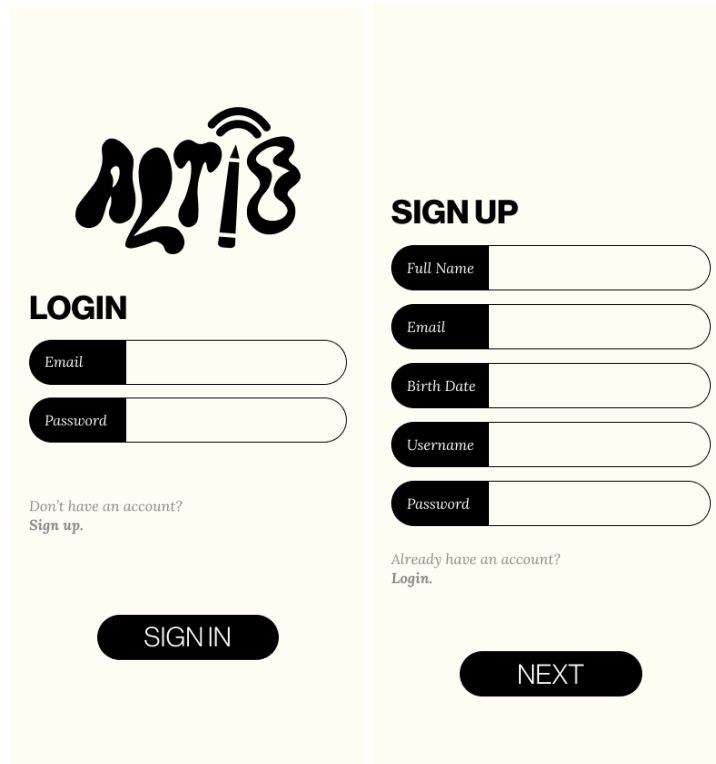 ALTIE
LOGIN
Email
Password
Don't have an account?
Sign up.
SIGN IN
SIGN UP
Full Name
Email
Birth Date
Username
Password
Already have an account?
Login.
NEXT